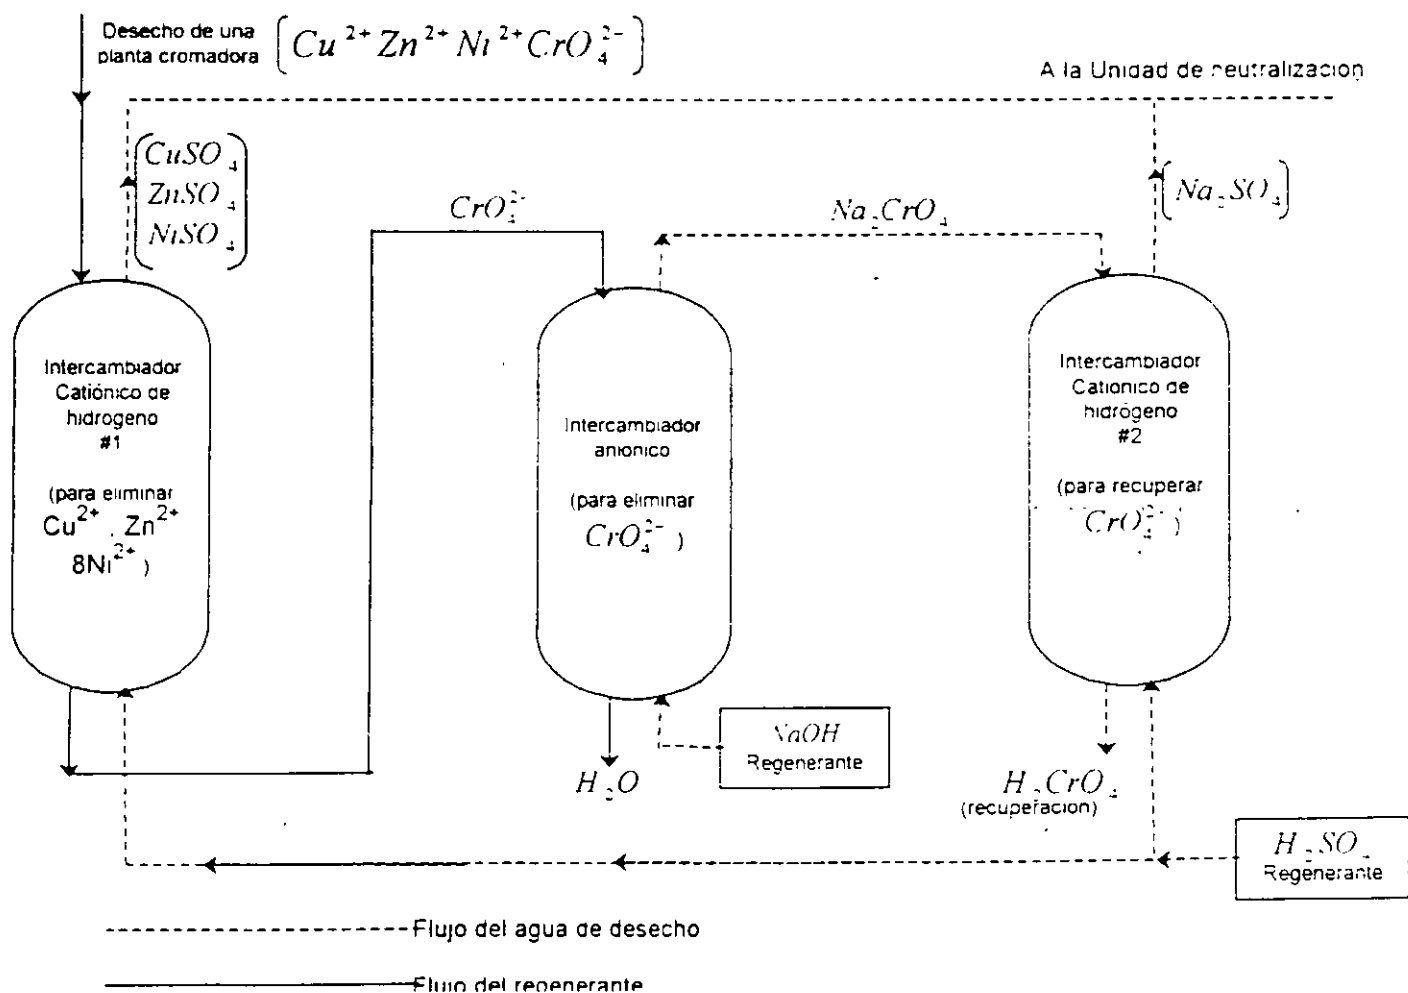 Desecho de una
planta cromadora
[Cu²⁺ Zn²⁺ Ni²⁺ CrO₄²⁻]
A la Unidad de neutralizacion
CuSO₄
ZnSO₄
NiSO₄
CrO₄²⁻
Na₂CrO₄
[Na₂SO₄]
Intercambiador
Catiónico de
hidrogeno
#1
(para eliminar
Cu²⁺, Zn²⁺
8Ni²⁺)
Intercambiador
anionico
(para eliminar
CrO₄²⁻)
Intercambiador
Cationico de
hidrógeno
#2
(para recuperar
CrO₄²⁻)
NaOH
Regenerante
H₂O
H₂CrO₄
(recuperacion)
H₂SO₄
Regenerante
Flujo del agua de desecho
Flujo del regenerante